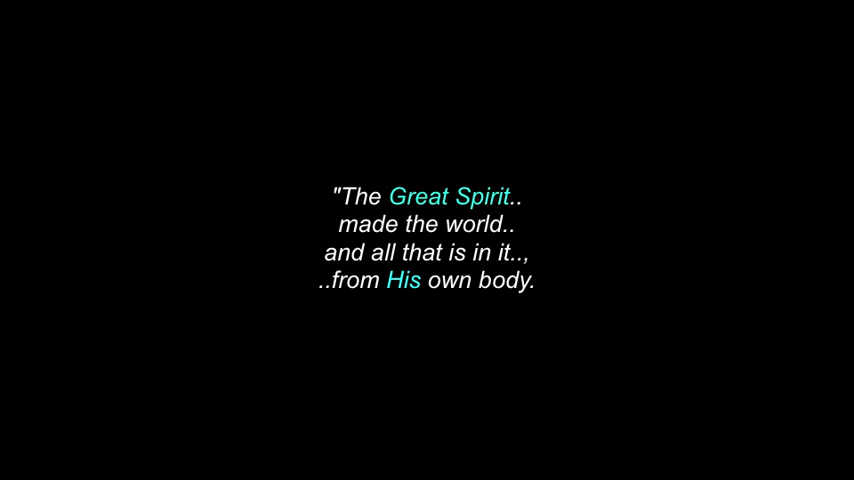 "The Great Spirit..
made the world..
and all that is in it..,
..from His own body.